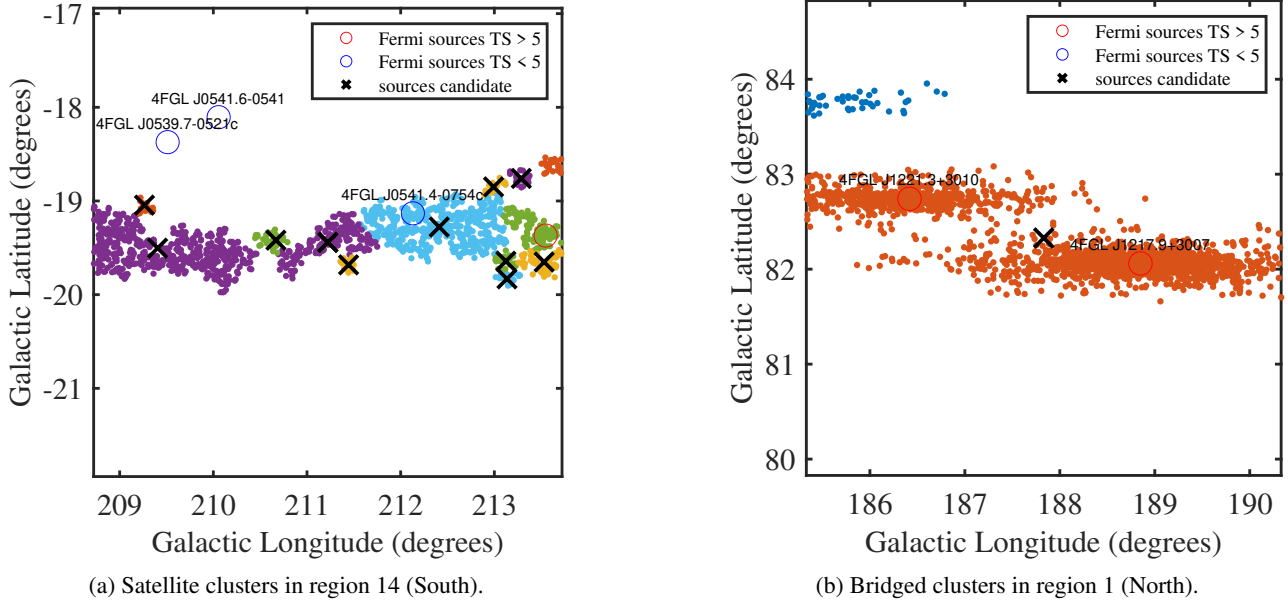 -17
-18
-19
-20
-21
Galactic Latitude (degrees)
Fermi sources TS > 5
Fermi sources TS < 5
sources candidate
4FGL J0541.6-0541
4FGL J0539.7-0521c
4FGL J0541.4-0754c
209 210 211 212 213
Galactic Longitude (degrees)
(a) Satellite clusters in region 14 (South).
84
83
82
81
80
Galactic Latitude (degrees)
Fermi sources TS > 5
Fermi sources TS < 5
sources candidate
4FGL J1221.3+3010
4FGL J1217.9+3007
186 187 188 189 190
Galactic Longitude (degrees)
(b) Bridged clusters in region 1 (North).